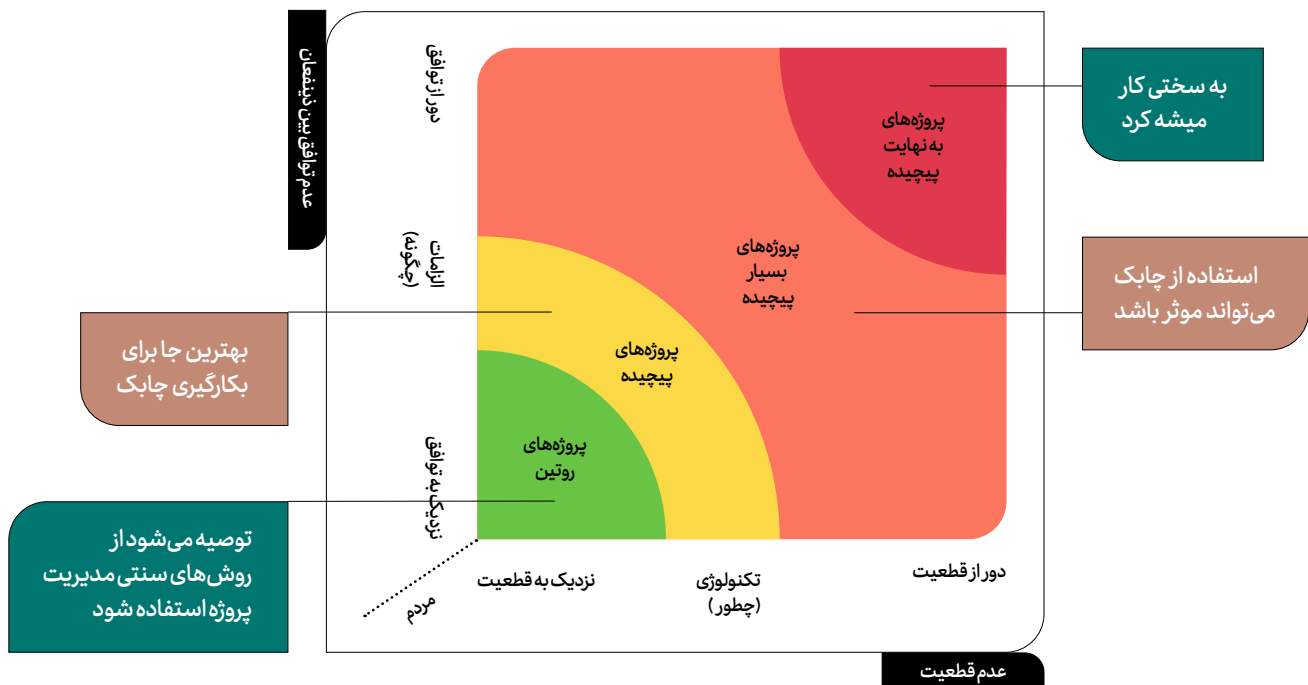 عدم توافق بین ذینفعان
دور از توافق
الزامات
(چگونه)
نزدیک به توافق
پروژه‌های
به نهایت
پیچیده
به سختی کار
میشه کرد
پروژه‌های
بسیار
پیچیده
استفاده از چابک
می‌تواند موثر باشد
پروژه‌های
پیچیده
بهترین جا برای
بکارگیری چابک
پروژه‌های
روتین
توصیه می‌شود از
روش‌های سنتی مدیریت
پروژه استفاده شود
دور از قطعیت
تکنولوژی
(چطور)
نزدیک به قطعیت
مردم
عدم قطعیت